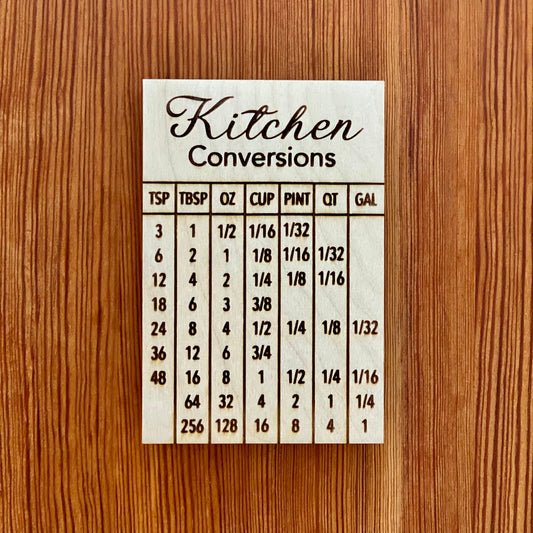 Kitchen
Conversions
TSP TBSP OZ CUP PINT QT GAL
3 1 1/2 1/16 1/32
6 2 1 1/8 1/16 1/32
12 4 2 1/4 1/8 1/16
18 6 3 3/8
24 8 4 1/2 1/4 1/8 1/32
36 12 6 3/4
48 16 8 1 1/2 1/4 1/16
64 32 4 2 1 1/4
256 128 16 8 4 1